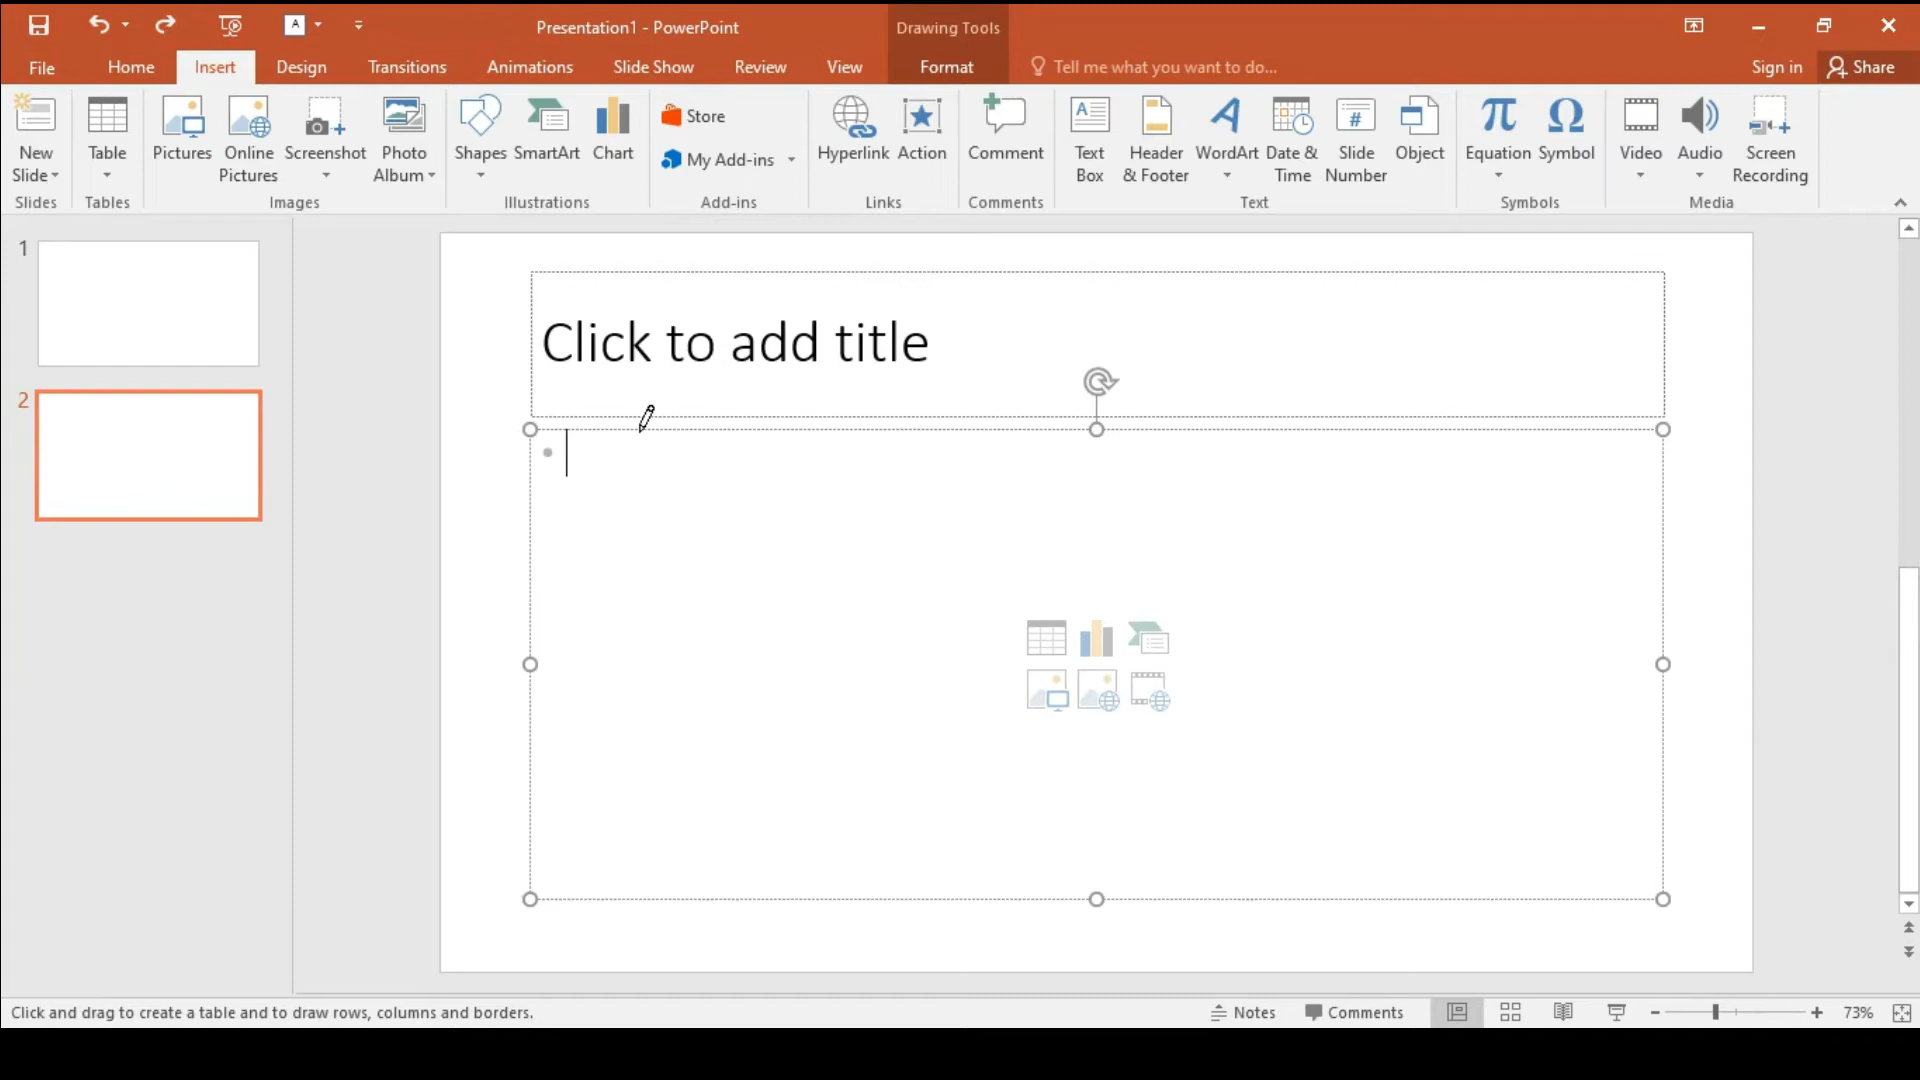 A
Presentation1 - PowerPoint
Drawing Tools
File
Home
Insert
Design
Transitions
Animations
Slide Show
Review
View
Format
Tell me what you want to do...
Sign in
Share
New
Slide
Table
Pictures
Online
Pictures
Screenshot
Photo
Album
Shapes
SmartArt
Chart
Store
My Add-ins
Hyperlink
Action
Comment
Text
Box
Header
& Footer
WordArt
Date &
Time
Slide
Number
Object
Equation
Symbol
Video
Audio
Screen
Recording
Slides
Tables
Images
Illustrations
Add-ins
Links
Comments
Text
Symbols
Media
1
2
Click to add title
Click and drag to create a table and to draw rows, columns and borders.
Notes
Comments
73%